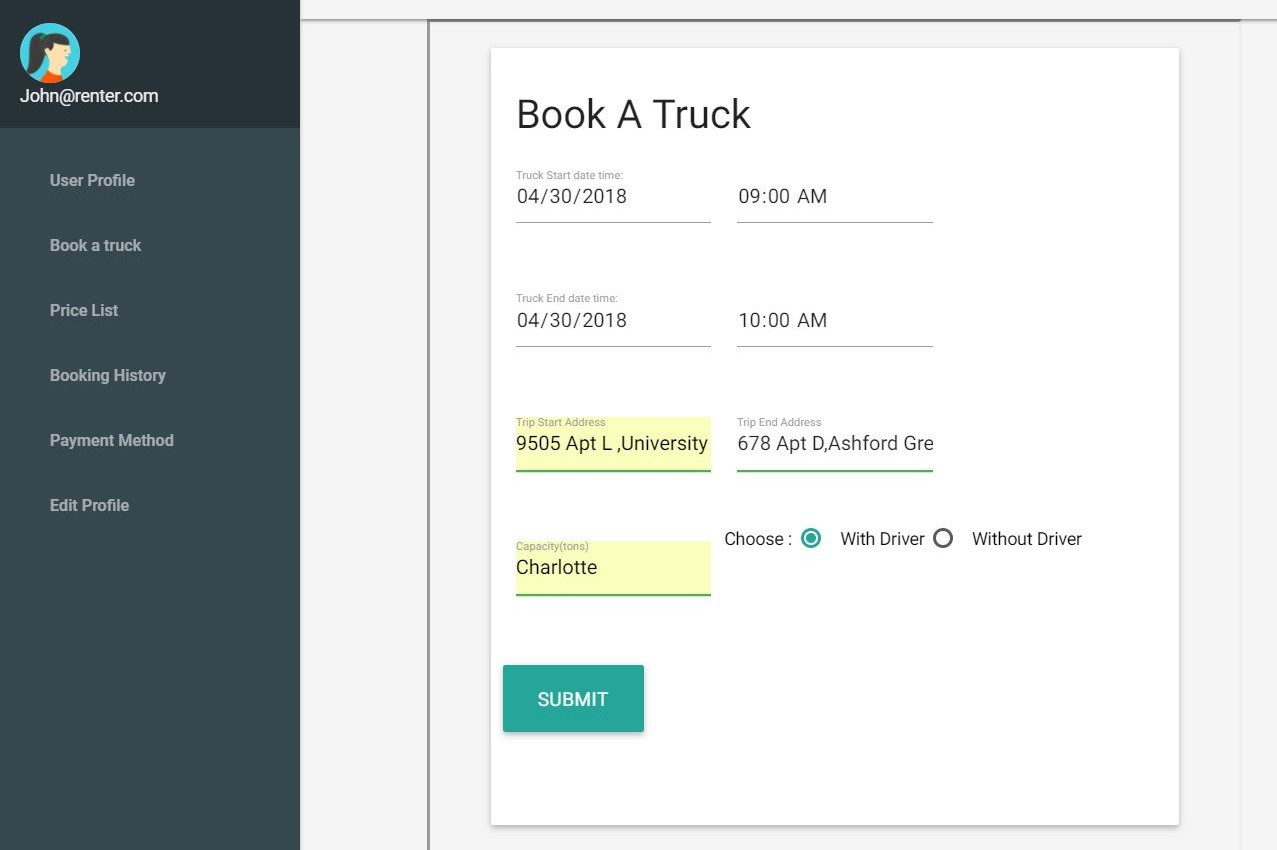 John@renter.com
User Profile
Book a truck
Price List
Booking History
Payment Method
Edit Profile
Book A Truck
Truck Start date time:
04/30/2018 09:00 AM
Truck End date time:
04/30/2018 10:00 AM
Trip Start Address Trip End Address
9505 Apt L ,University 678 Apt D,Ashford Gre
Choose : With Driver Without Driver
Capacity(tons)
Charlotte
SUBMIT